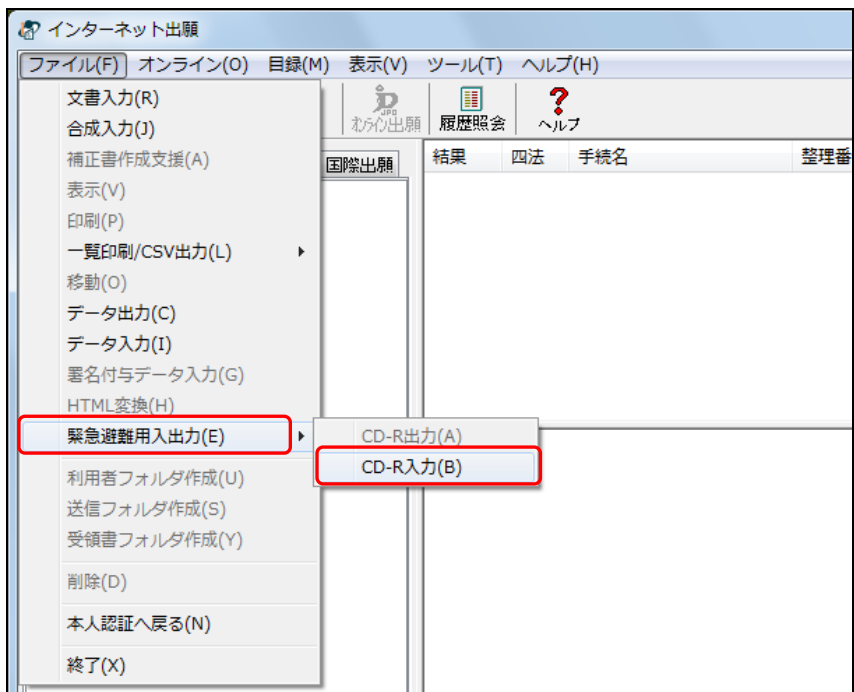 インターネット出願
ファイル(F) オンライン(O) 目録(M) 表示(V) ツール(T) ヘルプ(H)
オンライン出願 履歴照会 ヘルプ
文書入力(R)
合成入力(J)
補正書作成支援(A)
表示(V)
印刷(P)
一覧印刷/CSV出力(L)
移動(O)
データ出力(C)
データ入力(I)
署名付与データ入力(G)
HTML変換(H)
緊急避難用入出力(E)
CD-R出力(A)
CD-R入力(B)
利用者フォルダ作成(U)
送信フォルダ作成(S)
受領書フォルダ作成(Y)
削除(D)
本人認証へ戻る(N)
終了(X)
国際出願
結果 四法 手続名 整理番